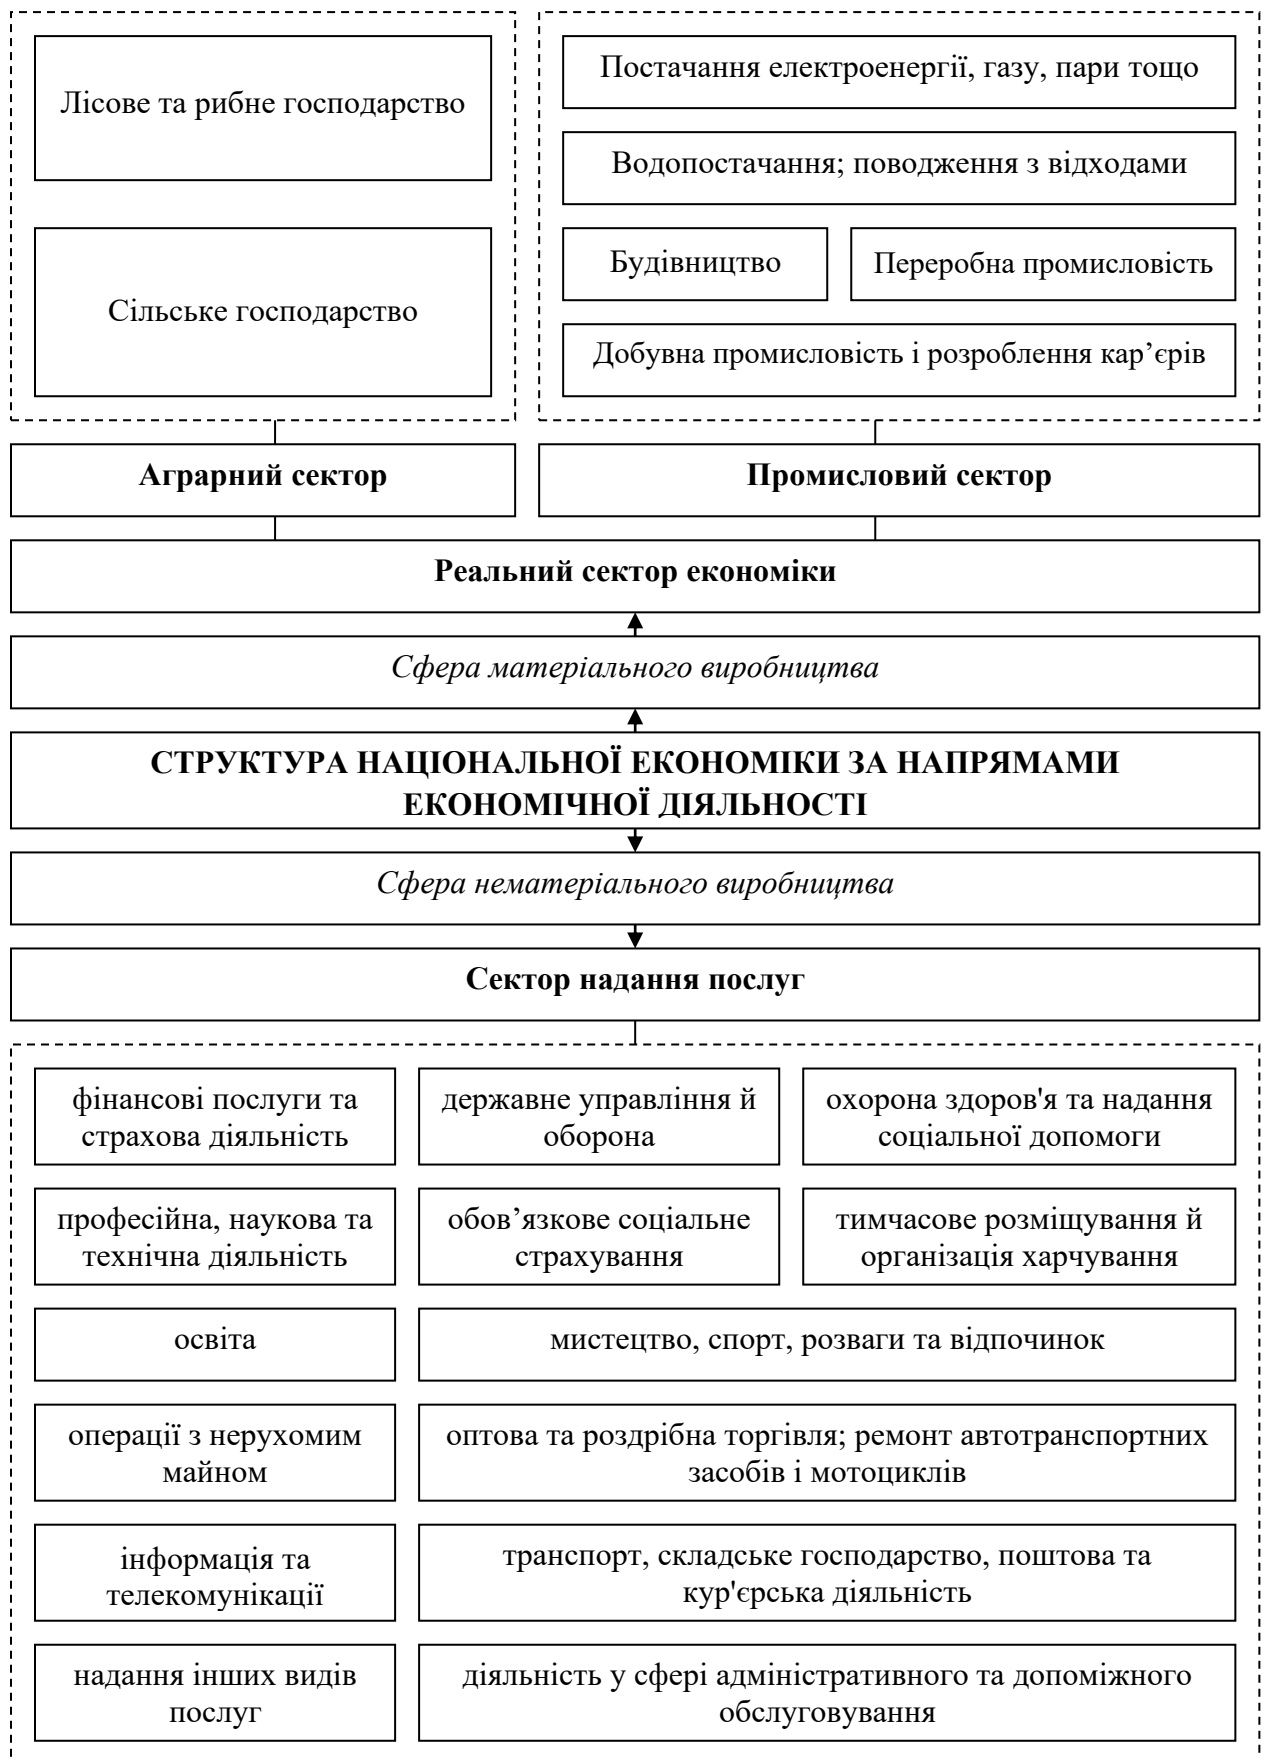 Лісове та рибне господарство
Сільське господарство
Постачання електроенергії, газу, пари тощо
Водопостачання; поводження з відходами
Будівництво
Переробна промисловість
Добувна промисловість і розроблення кар’єрів
Аграрний сектор
Промисловий сектор
Реальний сектор економіки
Сфера матеріального виробництва
СТРУКТУРА НАЦІОНАЛЬНОЇ ЕКОНОМІКИ ЗА НАПРЯМАМИ
ЕКОНОМІЧНОЇ ДІЯЛЬНОСТІ
Сфера нематеріального виробництва
Сектор надання послуг
фінансові послуги та
страхова діяльність
державне управління й
оборона
охорона здоров'я та надання
соціальної допомоги
професійна, наукова та
технічна діяльність
обов’язкове соціальне
страхування
тимчасове розміщування й
організація харчування
освіта
мистецтво, спорт, розваги та відпочинок
операції з нерухомим
майном
оптова та роздрібна торгівля; ремонт автотранспортних
засобів і мотоциклів
інформація та
телекомунікації
транспорт, складське господарство, поштова та
кур'єрська діяльність
надання інших видів
послуг
діяльність у сфері адміністративного та допоміжного
обслуговування